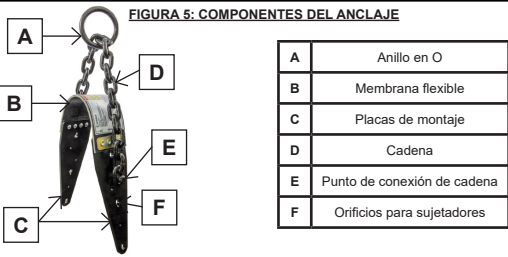 FIGURA 5: COMPONENTES DEL ANCLAJE
A
B
C
D
E
F
A Anillo en O
B Membrana flexible
C Placas de montaje
D Cadena
E Punto de conexión de cadena
F Orificios para sujetadores